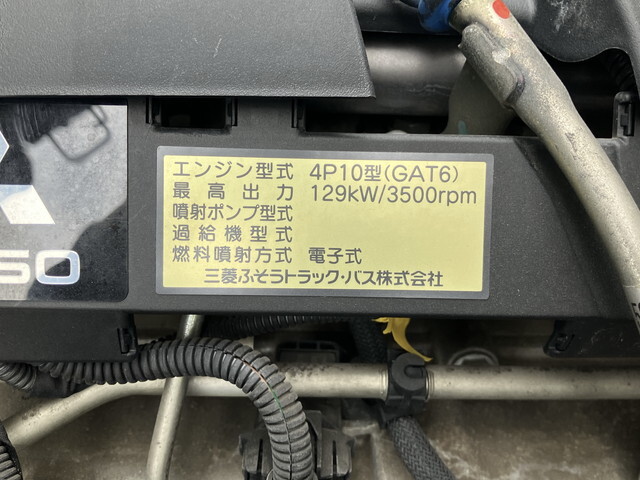 エンジン型式 4P10型(GAT6)
最高出力 129kW/3500rpm
噴射ポンプ型式
過給機型式
燃料噴射方式 電子式
三菱ふそうトラック・バス株式会社
50